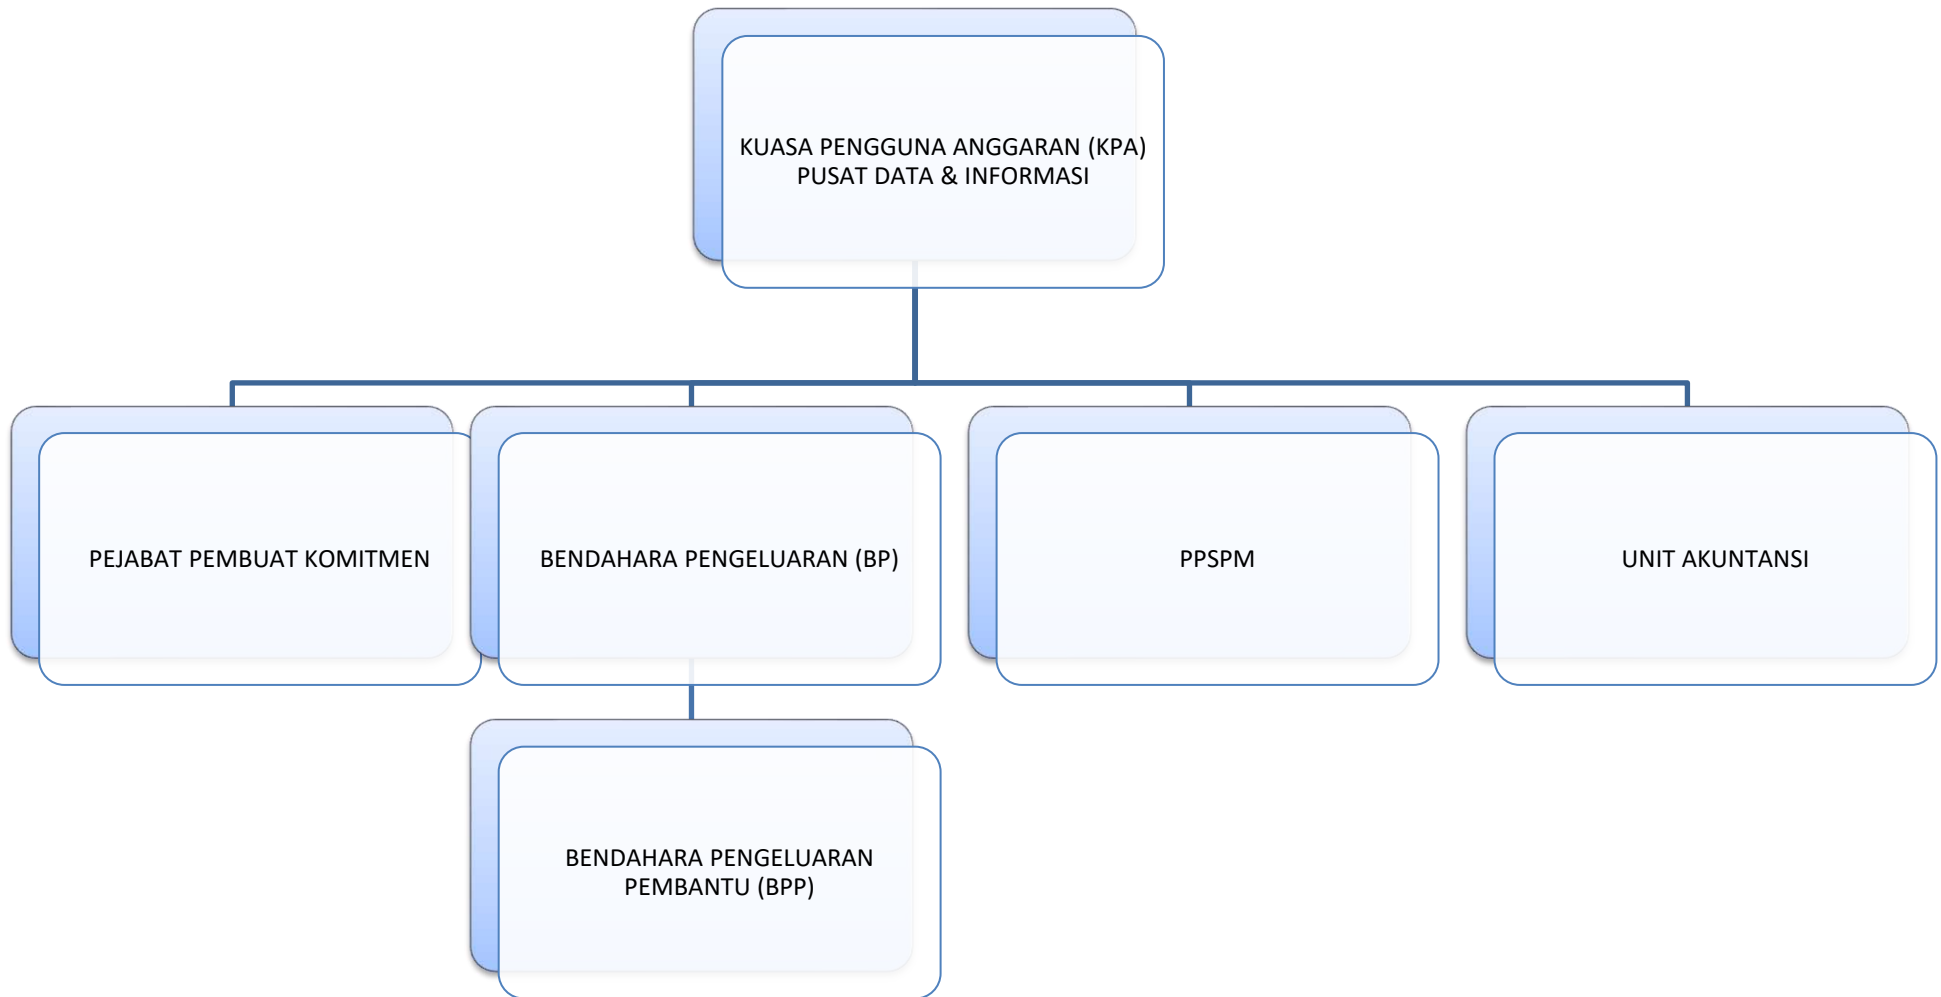 KUASA PENGGUNA ANGGARAN (KPA)
PUSAT DATA & INFORMASI
PEJABAT PEMBUAT KOMITMEN
BENDAHARA PENGELUARAN (BP)
PPSPM
UNIT AKUNTANSI
BENDAHARA PENGELUARAN
PEMBANTU (BPP)